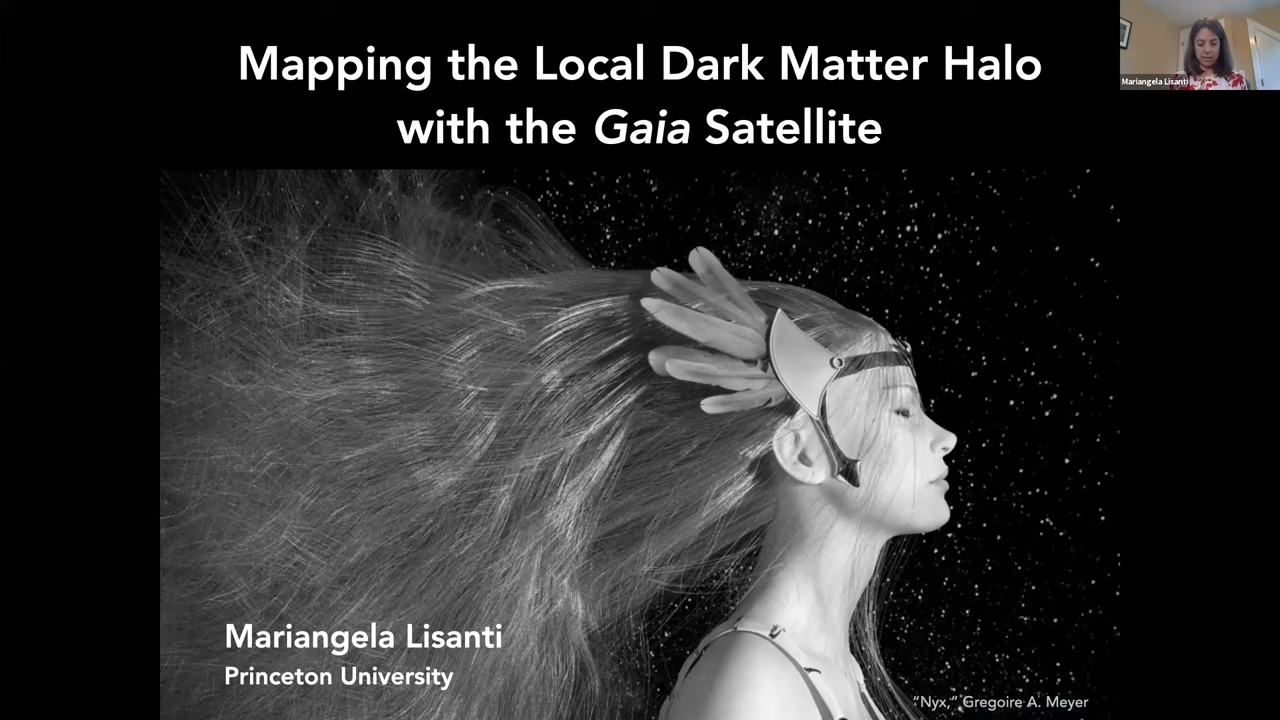 Mapping the Local Dark Matter Halo
with the Gaia Satellite
Mariangela Lisanti
Mariangela Lisanti
Princeton University
“Nyx,” Gregoire A. Meyer